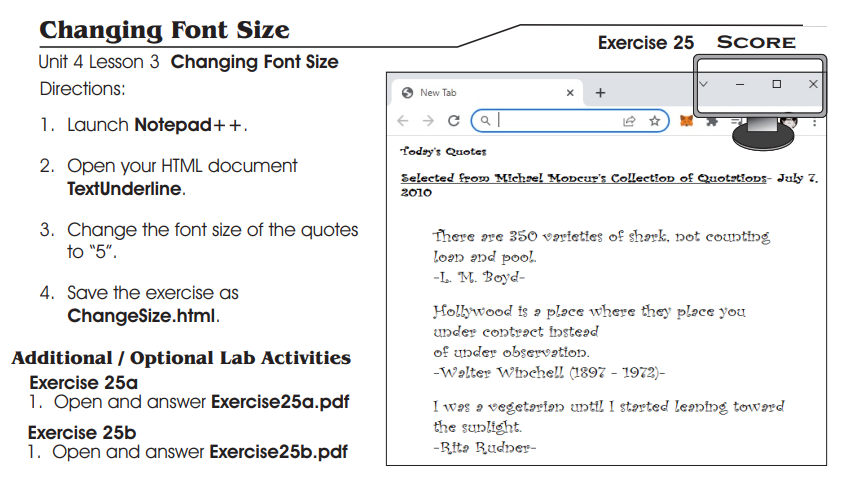 Changing Font Size
Exercise 25 SCORE
Unit 4 Lesson 3 Changing Font Size
Directions:
1. Launch Notepad++.
2. Open your HTML document
TextUnderline.
3. Change the font size of the quotes
to “5”.
4. Save the exercise as
ChangeSize.html.
Additional / Optional Lab Activities
Exercise 25a
1. Open and answer Exercise25a.pdf
Exercise 25b
1. Open and answer Exercise25b.pdf
New Tab
Today's Quotes
Selected from Michael Moncur's Collection of Quotations- July 7,
2010
There are 350 varieties of shark, not counting
loan and pool.
-L. M. Boyd-
Hollywood is a place where they place you
under contract instead
of under observation.
-Walter Winchell (1897 - 1972)-
I was a vegetarian until I started leaning toward
the sunlight.
-Rita Rudner-